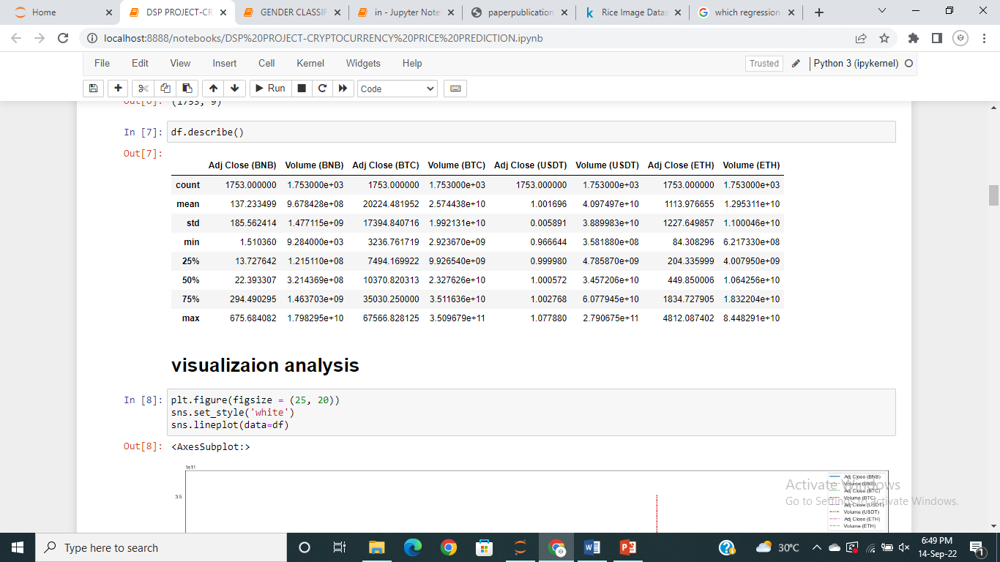 Home
DSP PROJECT-CR
GENDER CLASSIF
in - Jupyter Note
paperpublication
Rice Image Datas
which regression
localhost:8888/notebooks/DSP%20PROJECT-CRYPTOCURRENCY%20PRICE%20PREDICTION.ipynb
File Edit View Insert Cell Kernel Widgets Help Trusted Python 3 (ipykernel)
Run Code
Out[6]: (1753, 9)
In [7]: df.describe()
Out[7]:
Adj Close (BNB) Volume (BNB) Adj Close (BTC) Volume (BTC) Adj Close (USDT) Volume (USDT) Adj Close (ETH) Volume (ETH)
count 1753.000000 1.753000e+03 1753.000000 1.753000e+03 1753.000000 1.753000e+03 1753.000000 1.753000e+03
mean 137.233499 9.678428e+08 20224.481952 2.574438e+10 1.001696 4.097497e+10 1113.976655 1.295311e+10
std 185.562414 1.477115e+09 17394.840716 1.992131e+10 0.005891 3.889983e+10 1227.649857 1.100046e+10
min 1.510360 9.284000e+03 3236.761719 2.923670e+09 0.966644 3.581880e+08 84.308296 6.217330e+08
25% 13.727642 1.215110e+08 7494.169922 9.926540e+09 0.999980 4.785870e+09 204.335999 4.007950e+09
50% 22.393307 3.214369e+08 10370.820313 2.327626e+10 1.000572 3.457206e+10 449.850006 1.064256e+10
75% 294.490295 1.463703e+09 35030.250000 3.511636e+10 1.002768 6.077945e+10 1834.727905 1.832204e+10
max 675.684082 1.798295e+10 67566.828125 3.509679e+11 1.077880 2.790675e+11 4812.087402 8.448291e+10
visualizaion analysis
In [8]: plt.figure(figsize = (25, 20))
sns.set_style('white')
sns.lineplot(data=df)
Out[8]: <AxesSubplot:>
1e11
3.5
Adj Close (BNB)
Volume (BNB)
Adj Close (BTC)
Volume (BTC)
Adj Close (USDT)
Volume (USDT)
Adj Close (ETH)
Volume (ETH)
Activate Windows
Go to Settings to activate Windows.
Type here to search
30°C
6:49 PM
14-Sep-22
1